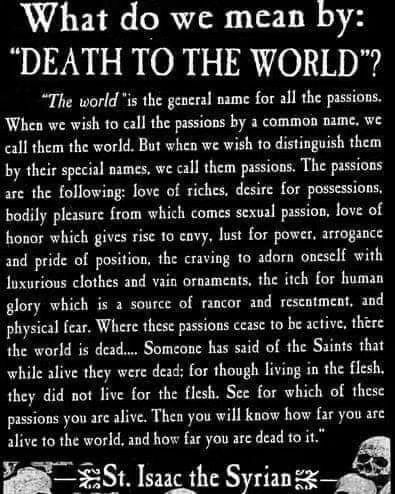 What do we mean by:
"DEATH TO THE WORLD"?
"The world "is the general name for all the passions.
When we wish to call the passions by a common name, we
call them the world. But when we wish to distinguish them
by their special names, we call them passions. The passions
are the following: love of riches, desire for possessions,
bodily pleasure from which comes sexual passion, love of
honor which gives rise to envy, lust for power, arrogance
and pride of position, the craving to adorn oneself with
luxurious clothes and vain ornaments, the itch for human
glory which is a source of rancor and resentment, and
physical fear. Where these passions cease to be active, there
the world is dead.... Someone has said of the Saints that
while alive they were dead; for though living in the flesh,
they did not live for the flesh. See for which of these
passions you are alive. Then you will know how far you are
alive to the world, and how far you are dead to it."
St. Isaac the Syrian